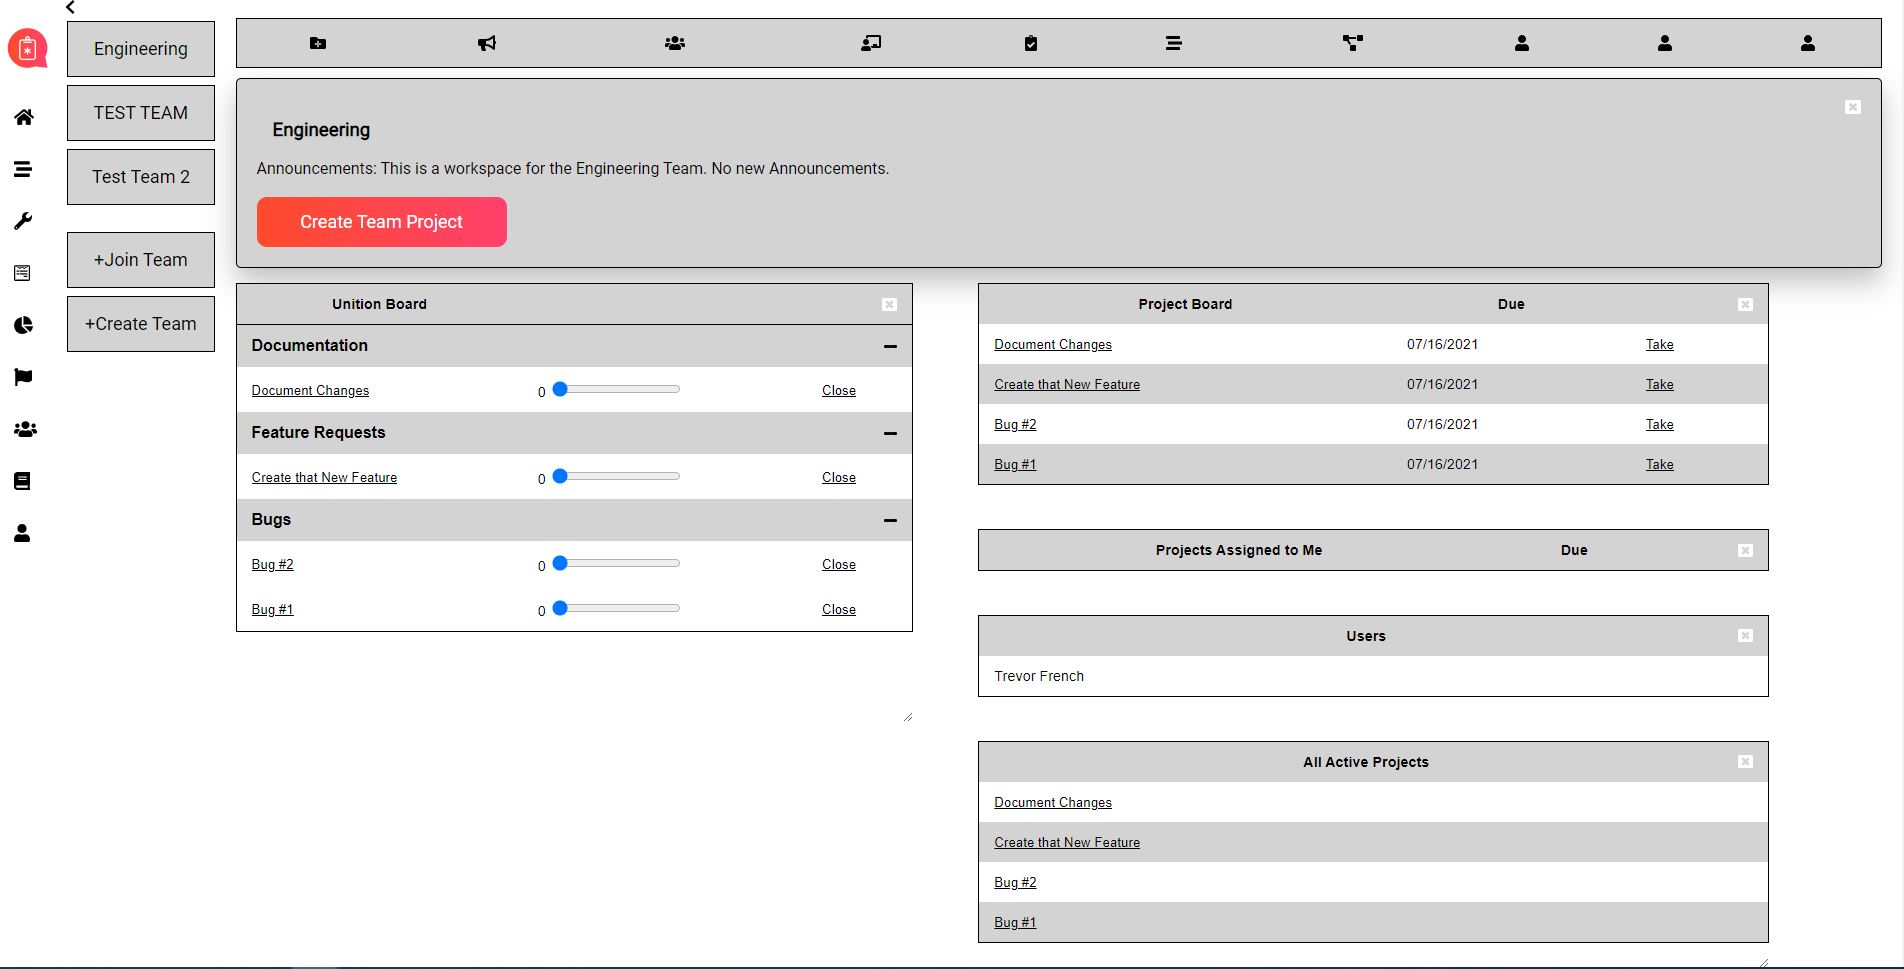 Engineering
TEST TEAM
Test Team 2
+Join Team
+Create Team
Engineering
Announcements: This is a workspace for the Engineering Team. No new Announcements.
Create Team Project
Unition Board
Documentation
Document Changes 0 Close
Feature Requests
Create that New Feature 0 Close
Bugs
Bug #2 0 Close
Bug #1 0 Close
Project Board Due
Document Changes 07/16/2021 Take
Create that New Feature 07/16/2021 Take
Bug #2 07/16/2021 Take
Bug #1 07/16/2021 Take
Projects Assigned to Me Due
Users
Trevor French
All Active Projects
Document Changes
Create that New Feature
Bug #2
Bug #1